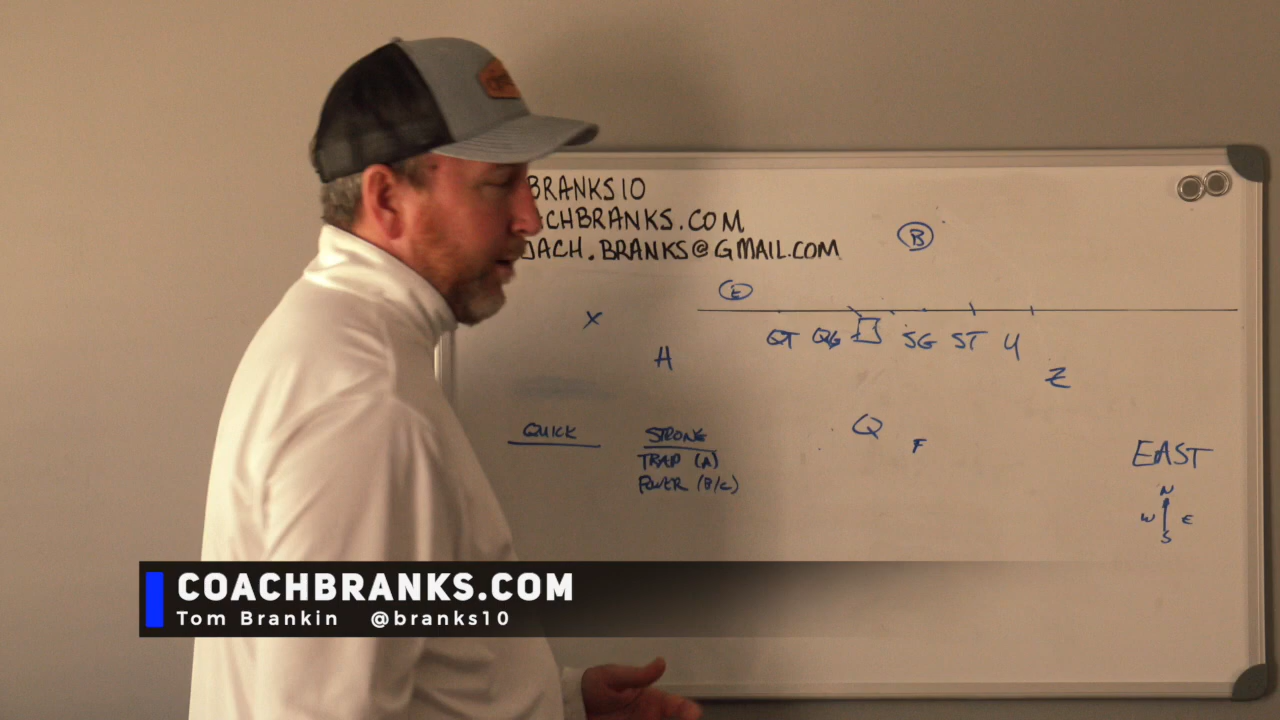 BRANKS10
ACHBRANKS.COM
OACH.BRANKS@GMAIL.COM
B
E
X
QT QG SG ST U
H
Z
Q
F
QUICK
STRONG
TRAP (A)
POWER (B/C)
EAST
N
W E
S
COACHBRANKS.COM
Tom Brankin @branks10